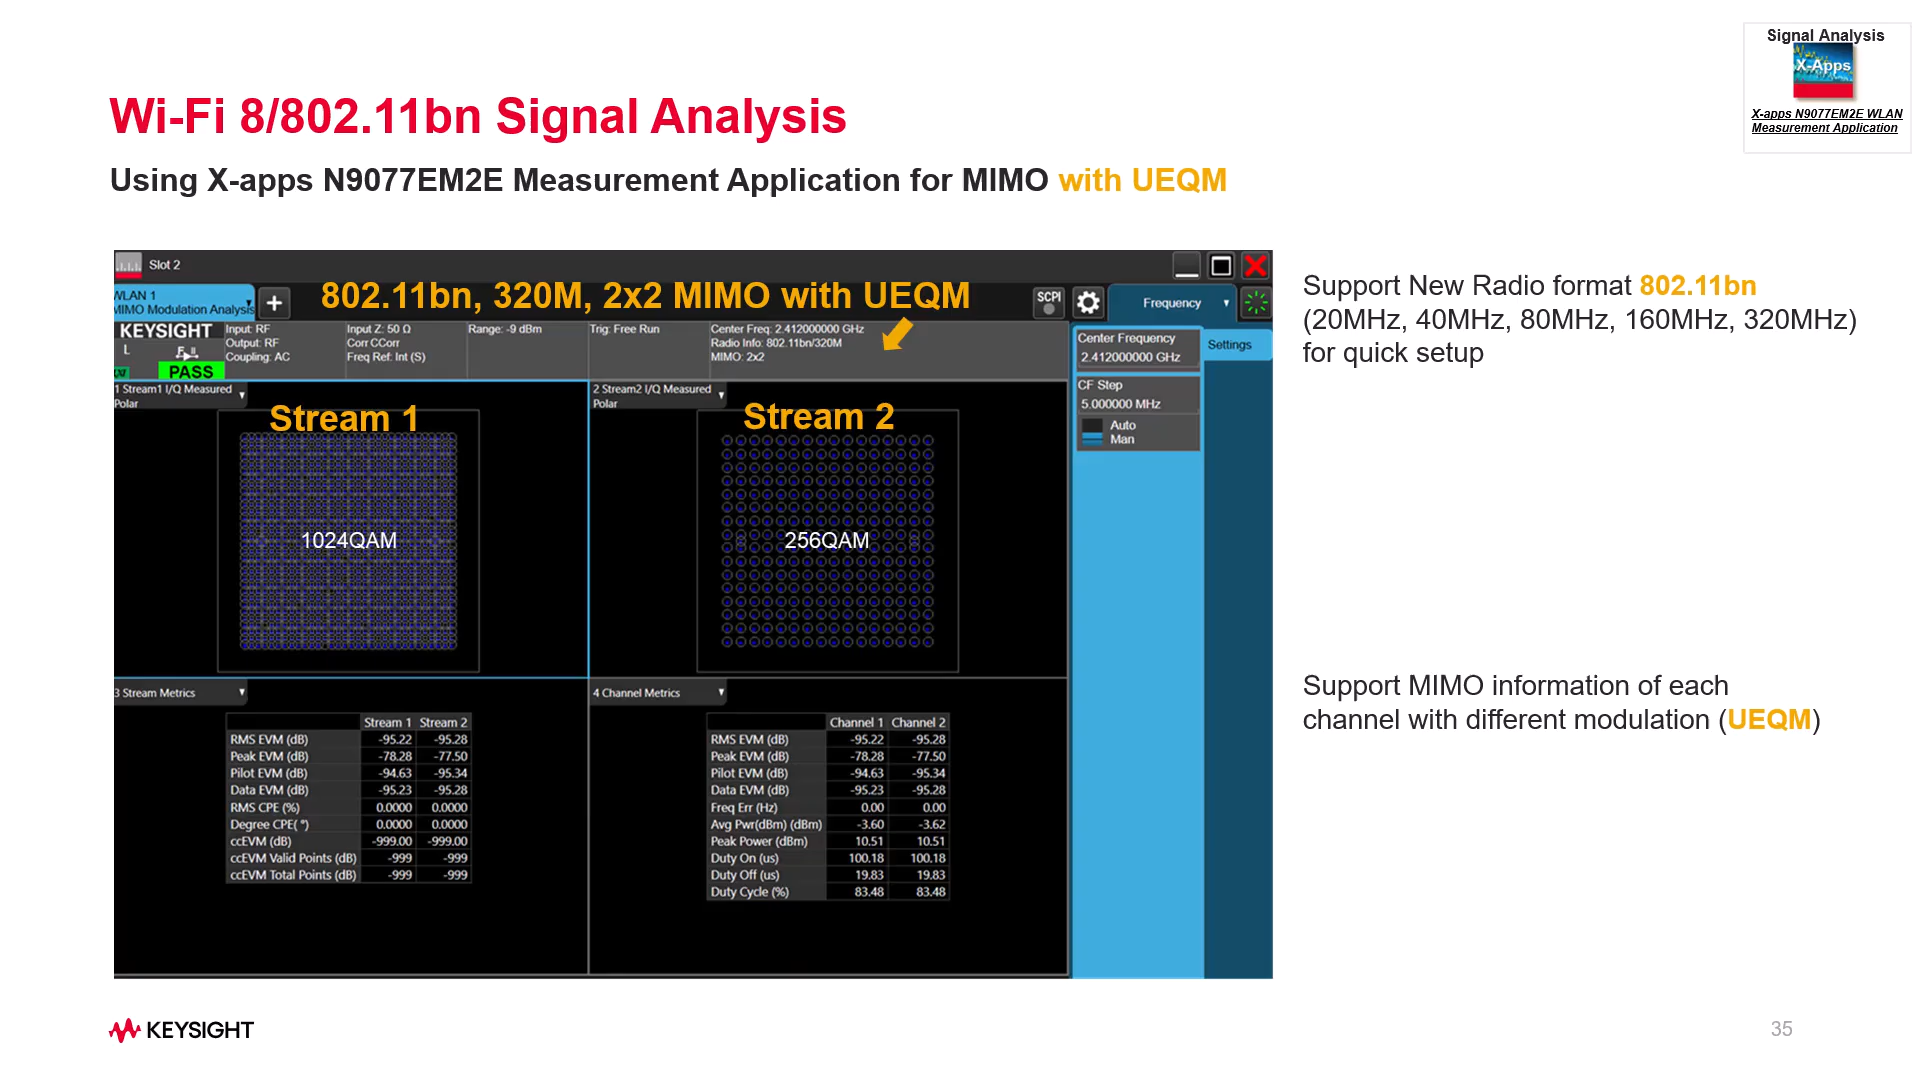 Signal Analysis
X-Apps
X-apps N9077EM2E WLAN
Measurement Application
Wi-Fi 8/802.11bn Signal Analysis
Using X-apps N9077EM2E Measurement Application for MIMO with UEQM
Slot 2
WLAN 1
MIMO Modulation Analysis
+
802.11bn, 320M, 2x2 MIMO with UEQM
SCPI
Frequency
KEYSIGHT
L
PASS
Input: RF
Output: RF
Coupling: AC
Input Z: 50 Ω
Corr CCorr
Freq Ref: Int (S)
Range: -9 dBm
Trig: Free Run
Center Freq: 2.412000000 GHz
Radio Info: 802.11bn/320M
MIMO: 2x2
Center Frequency
2.412000000 GHz
Settings
CF Step
5.000000 MHz
Auto
Man
1 Stream1 I/Q Measured
Polar
Stream 1
1024QAM
2 Stream2 I/Q Measured
Polar
Stream 2
256QAM
3 Stream Metrics
Stream 1 Stream 2
RMS EVM (dB) -95.22 -95.28
Peak EVM (dB) -78.28 -77.50
Pilot EVM (dB) -94.63 -95.34
Data EVM (dB) -95.23 -95.28
RMS CPE (%) 0.0000 0.0000
Degree CPE( °) 0.0000 0.0000
ccEVM (dB) -999.00 -999.00
ccEVM Valid Points (dB) -999 -999
ccEVM Total Points (dB) -999 -999
4 Channel Metrics
Channel 1 Channel 2
RMS EVM (dB) -95.22 -95.28
Peak EVM (dB) -78.28 -77.50
Pilot EVM (dB) -94.63 -95.34
Data EVM (dB) -95.23 -95.28
Freq Err (Hz) 0.00 0.00
Avg Pwr(dBm) (dBm) -3.60 -3.62
Peak Power (dBm) 10.51 10.51
Duty On (us) 100.18 100.18
Duty Off (us) 19.83 19.83
Duty Cycle (%) 83.48 83.48
Support New Radio format 802.11bn
(20MHz, 40MHz, 80MHz, 160MHz, 320MHz)
for quick setup
Support MIMO information of each
channel with different modulation (UEQM)
KEYSIGHT
35